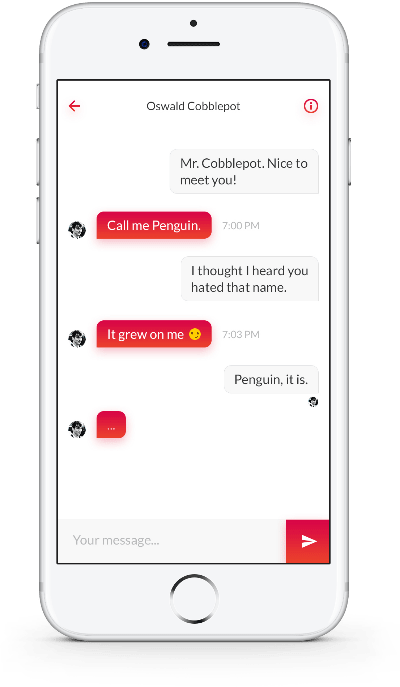 Oswald Cobblepot
Mr. Cobblepot. Nice to
meet you!
Call me Penguin.
7:00 PM
I thought I heard you
hated that name.
It grew on me 🙂
7:03 PM
Penguin, it is.
...
Your message...